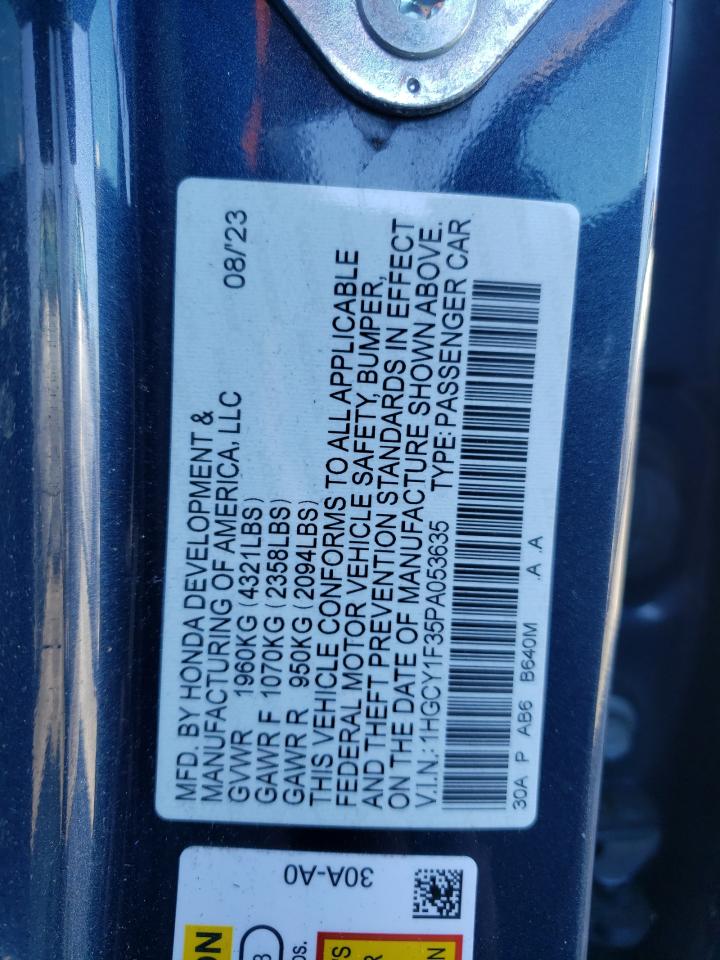 MFD. BY HONDA DEVELOPMENT &
MANUFACTURING OF AMERICA, LLC 08/'23
GVWR 1960KG (4321LBS)
GAWR F 1070KG (2358LBS)
GAWR R 950KG (2094LBS)
THIS VEHICLE CONFORMS TO ALL APPLICABLE
FEDERAL MOTOR VEHICLE SAFETY, BUMPER,
AND THEFT PREVENTION STANDARDS IN EFFECT
ON THE DATE OF MANUFACTURE SHOWN ABOVE.
V.I.N.: 1HGCY1F35PA053635 TYPE: PASSENGER CAR
30A P AB6 B640M .A .A
30A-A0